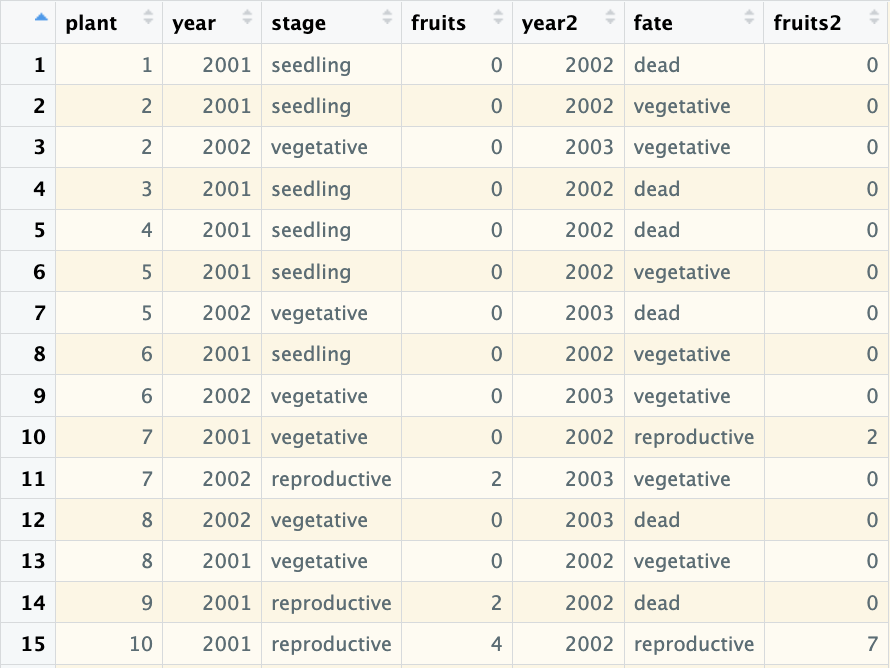 plant year stage fruits year2 fate fruits2
1 1 2001 seedling 0 2002 dead 0
2 2 2001 seedling 0 2002 vegetative 0
3 2 2002 vegetative 0 2003 vegetative 0
4 3 2001 seedling 0 2002 dead 0
5 4 2001 seedling 0 2002 dead 0
6 5 2001 seedling 0 2002 vegetative 0
7 5 2002 vegetative 0 2003 dead 0
8 6 2001 seedling 0 2002 vegetative 0
9 6 2002 vegetative 0 2003 vegetative 0
10 7 2001 vegetative 0 2002 reproductive 2
11 7 2002 reproductive 2 2003 vegetative 0
12 8 2002 vegetative 0 2003 dead 0
13 8 2001 vegetative 0 2002 vegetative 0
14 9 2001 reproductive 2 2002 dead 0
15 10 2001 reproductive 4 2002 reproductive 7